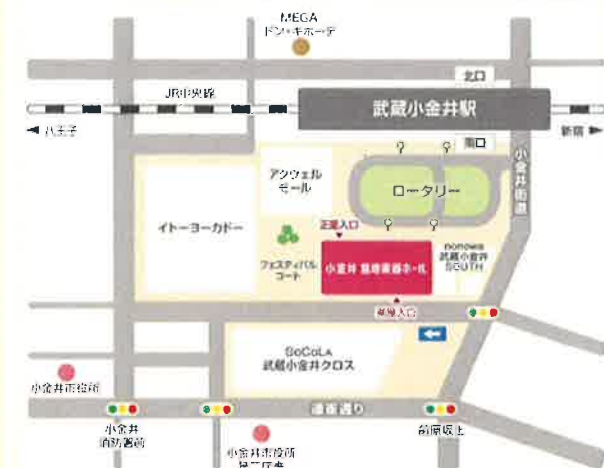 MEGA
ドン・キホーテ
北口
JR中央線
武蔵小金井駅
八王子
新宿
南口
小金井街道
アクウェル
モール
ロータリー
イトーヨーカドー
正面入口
フェスティバル
コート
小金井 宮地楽器ホール
nonowa
武蔵小金井
SOUTH
SoCoLA
武蔵小金井クロス
小金井市役所
連雀通り
小金井
消防署前
前原坂上
小金井市役所
第二庁舎